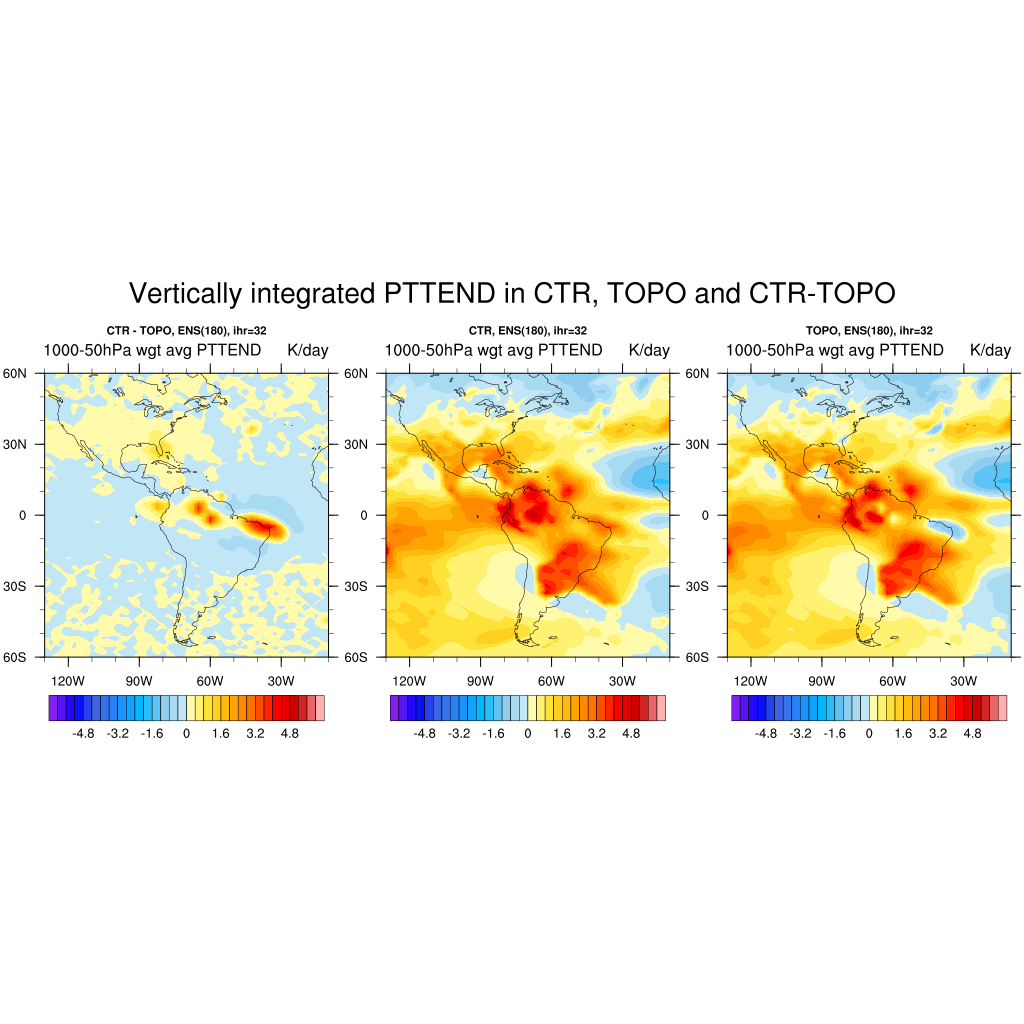 Vertically integrated PTTEND in CTR, TOPO and CTR-TOPO
CTR - TOPO, ENS(180), ihr=32
1000-50hPa wgt avg PTTEND K/day
60N
30N
0
30S
60S
120W 90W 60W 30W
-4.8 -3.2 -1.6 0 1.6 3.2 4.8
CTR, ENS(180), ihr=32
1000-50hPa wgt avg PTTEND K/day
60N
30N
0
30S
60S
120W 90W 60W 30W
-4.8 -3.2 -1.6 0 1.6 3.2 4.8
TOPO, ENS(180), ihr=32
1000-50hPa wgt avg PTTEND K/day
60N
30N
0
30S
60S
120W 90W 60W 30W
-4.8 -3.2 -1.6 0 1.6 3.2 4.8